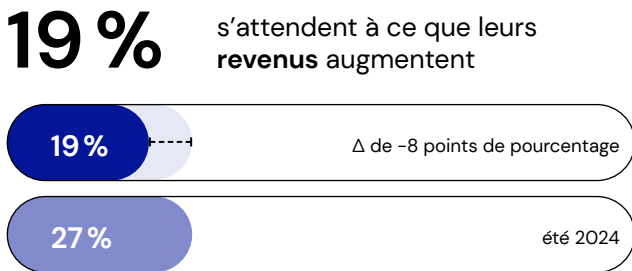 19 %
s’attendent à ce que leurs
revenus augmentent
19 %
Δ de -8 points de pourcentage
27 %
été 2024